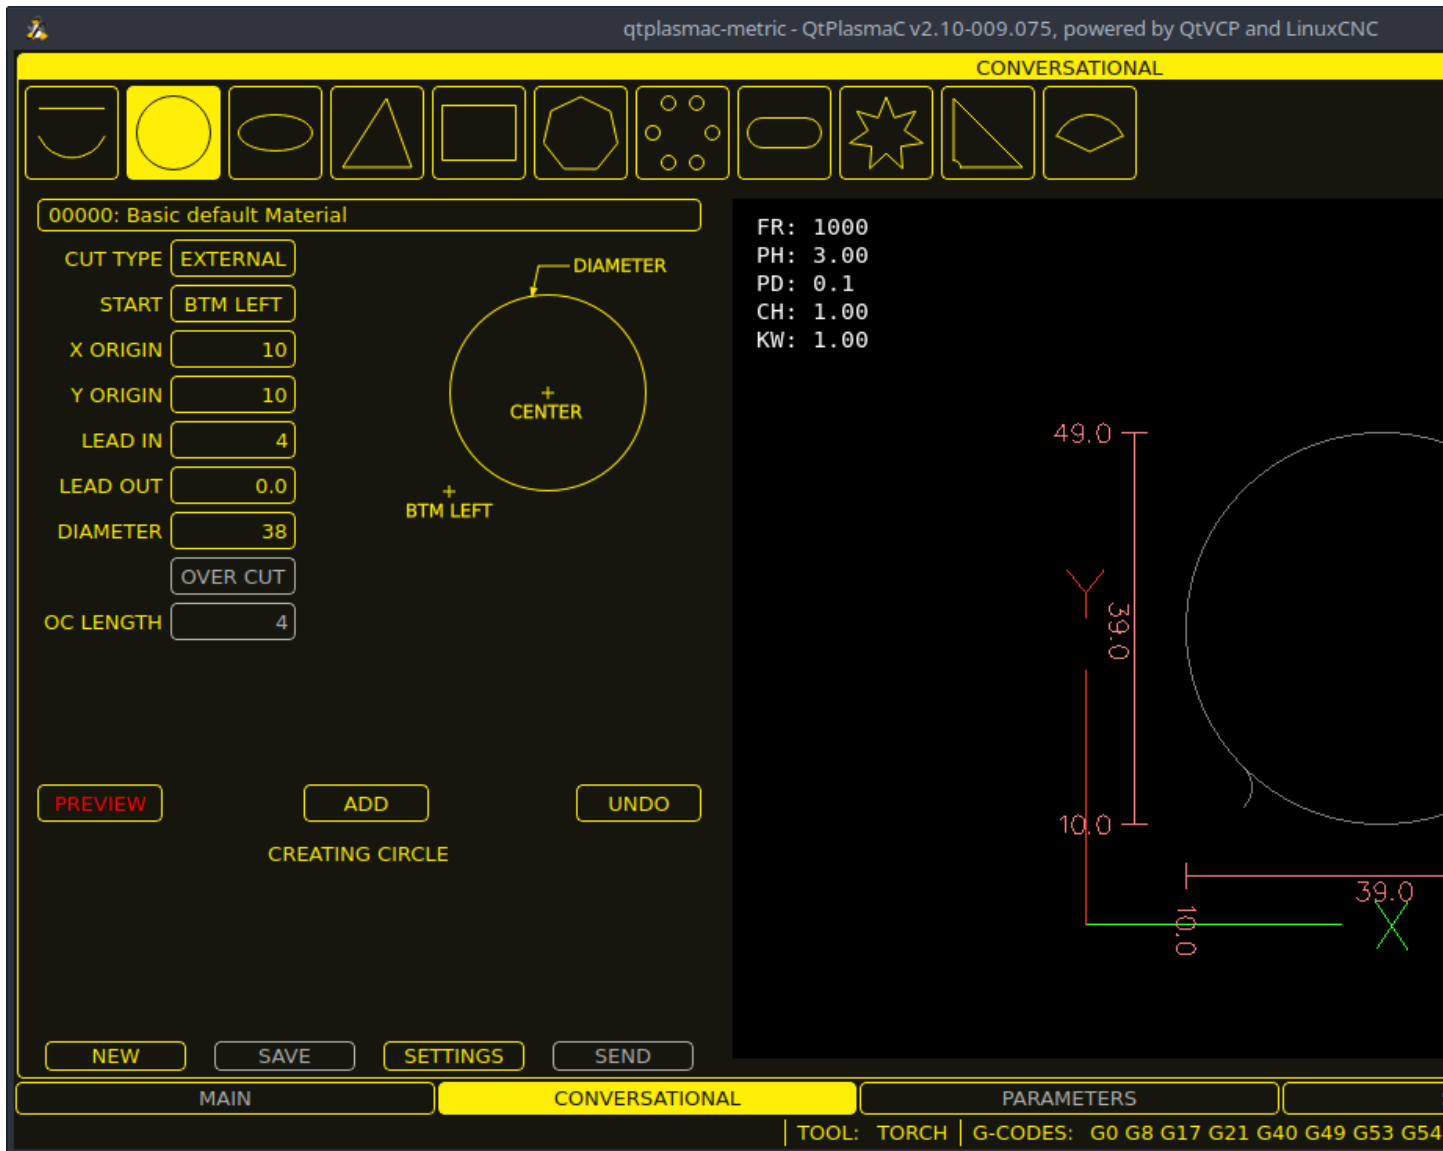 qtplasmac-metric - QtPlasmaC v2.10-009.075, powered by QtVCP and LinuxCNC
CONVERSATIONAL
00000: Basic default Material
CUT TYPE EXTERNAL
START BTM LEFT
X ORIGIN 10
Y ORIGIN 10
LEAD IN 4
LEAD OUT 0.0
DIAMETER 38
OVER CUT
OC LENGTH 4
DIAMETER
CENTER
BTM LEFT
PREVIEW ADD UNDO
CREATING CIRCLE
NEW SAVE SETTINGS SEND
FR: 1000
PH: 3.00
PD: 0.1
CH: 1.00
KW: 1.00
49.0
Y
39.0
10.0
39.0
10.0
X
MAIN CONVERSATIONAL PARAMETERS
TOOL: TORCH G-CODES: G0 G8 G17 G21 G40 G49 G53 G54